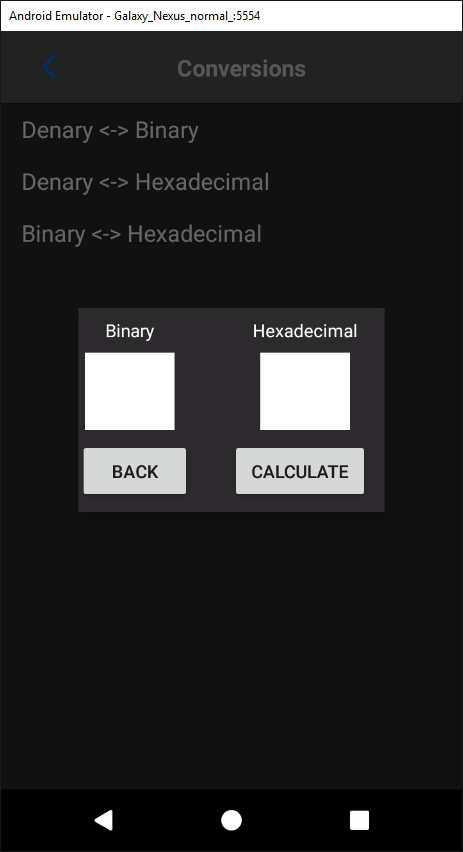 Android Emulator - Galaxy_Nexus_normal_:5554
Conversions
Denary <-> Binary
Denary <-> Hexadecimal
Binary <-> Hexadecimal
Binary Hexadecimal
BACK CALCULATE